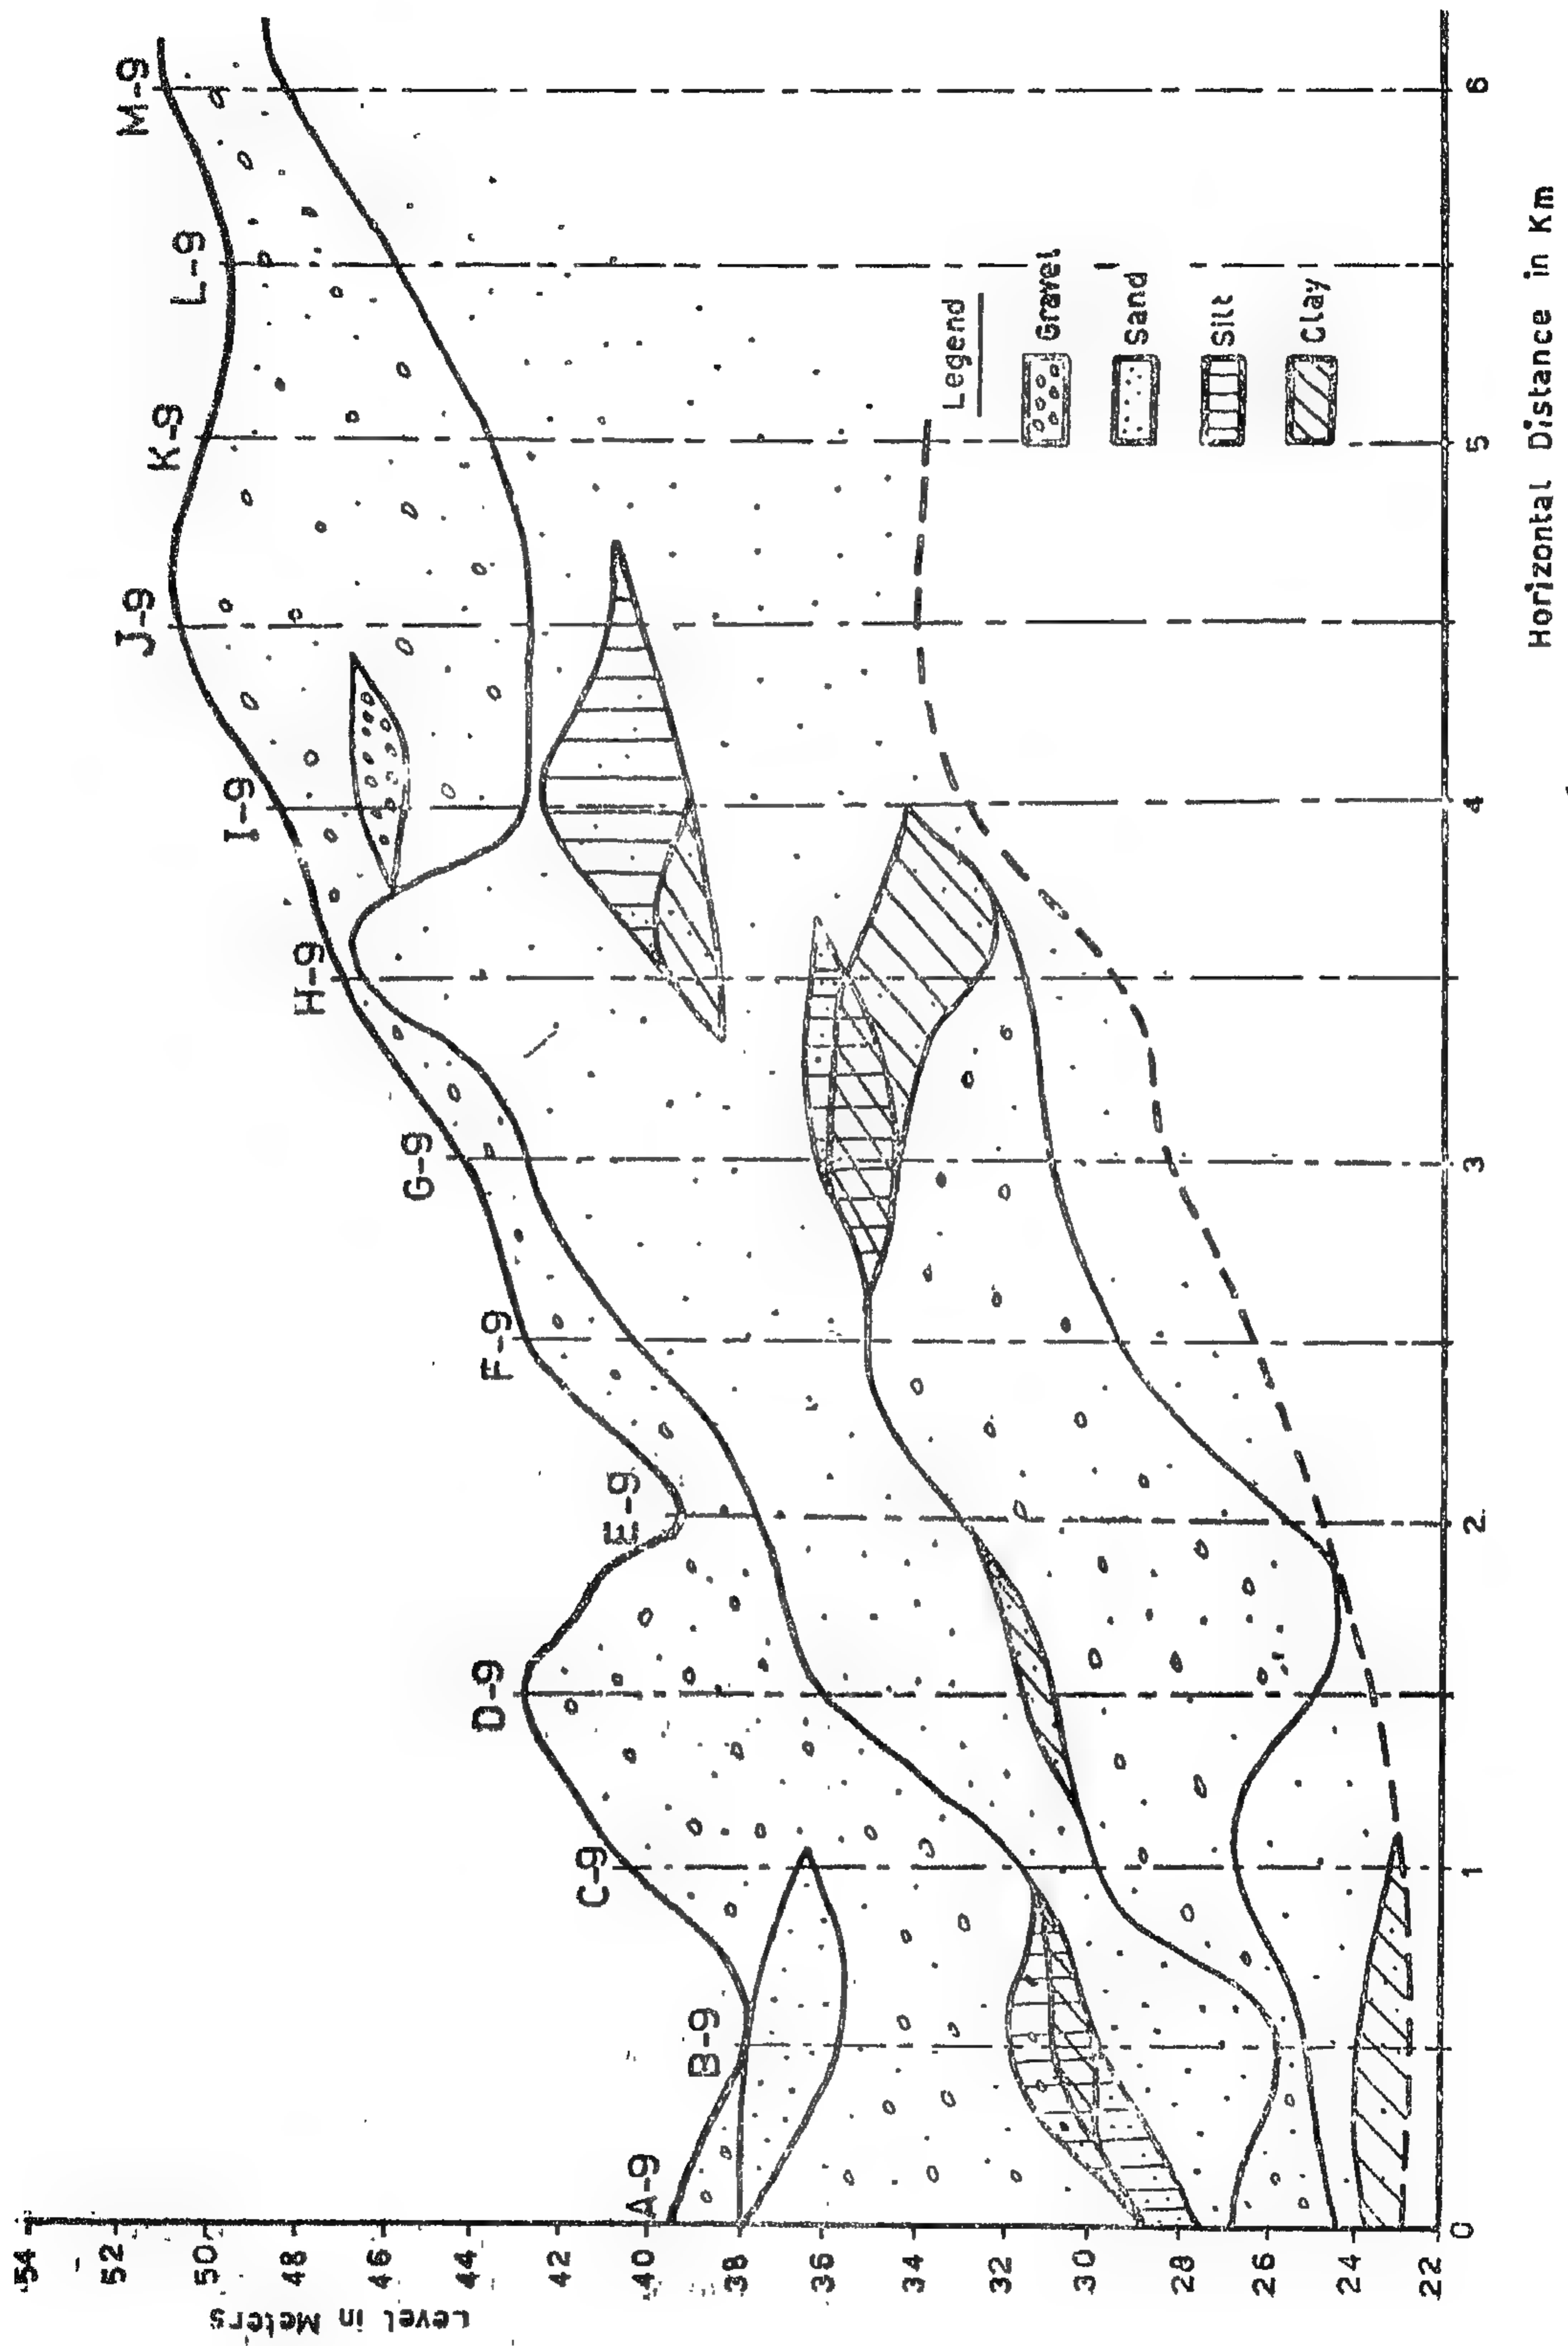 Level in Meters
54
52
50
48
46
44
42
40
38
36
34
32
30
28
26
24
22
A-9
B-9
C-9
D-9
E-9
F-9
G-9
H-9
I-9
J-9
K-9
L-9
M-9
Legend
Gravel
Sand
Silt
Clay
0
1
2
3
4
5
6
Horizontal Distance in Km